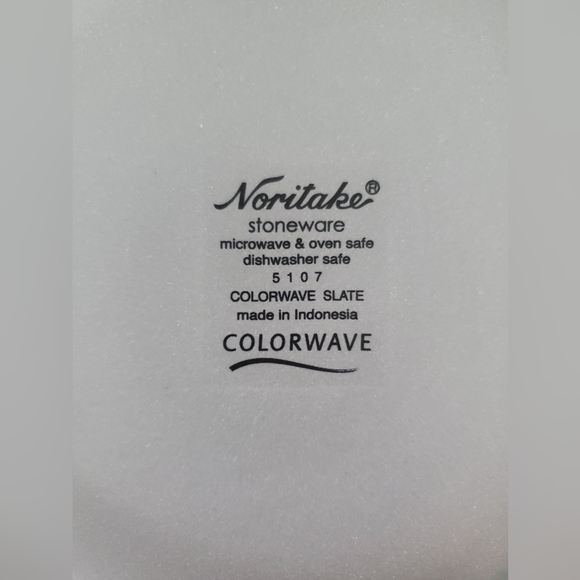 Noritake®
stoneware
microwave & oven safe
dishwasher safe
5107
COLORWAVE SLATE
made in Indonesia
COLORWAVE